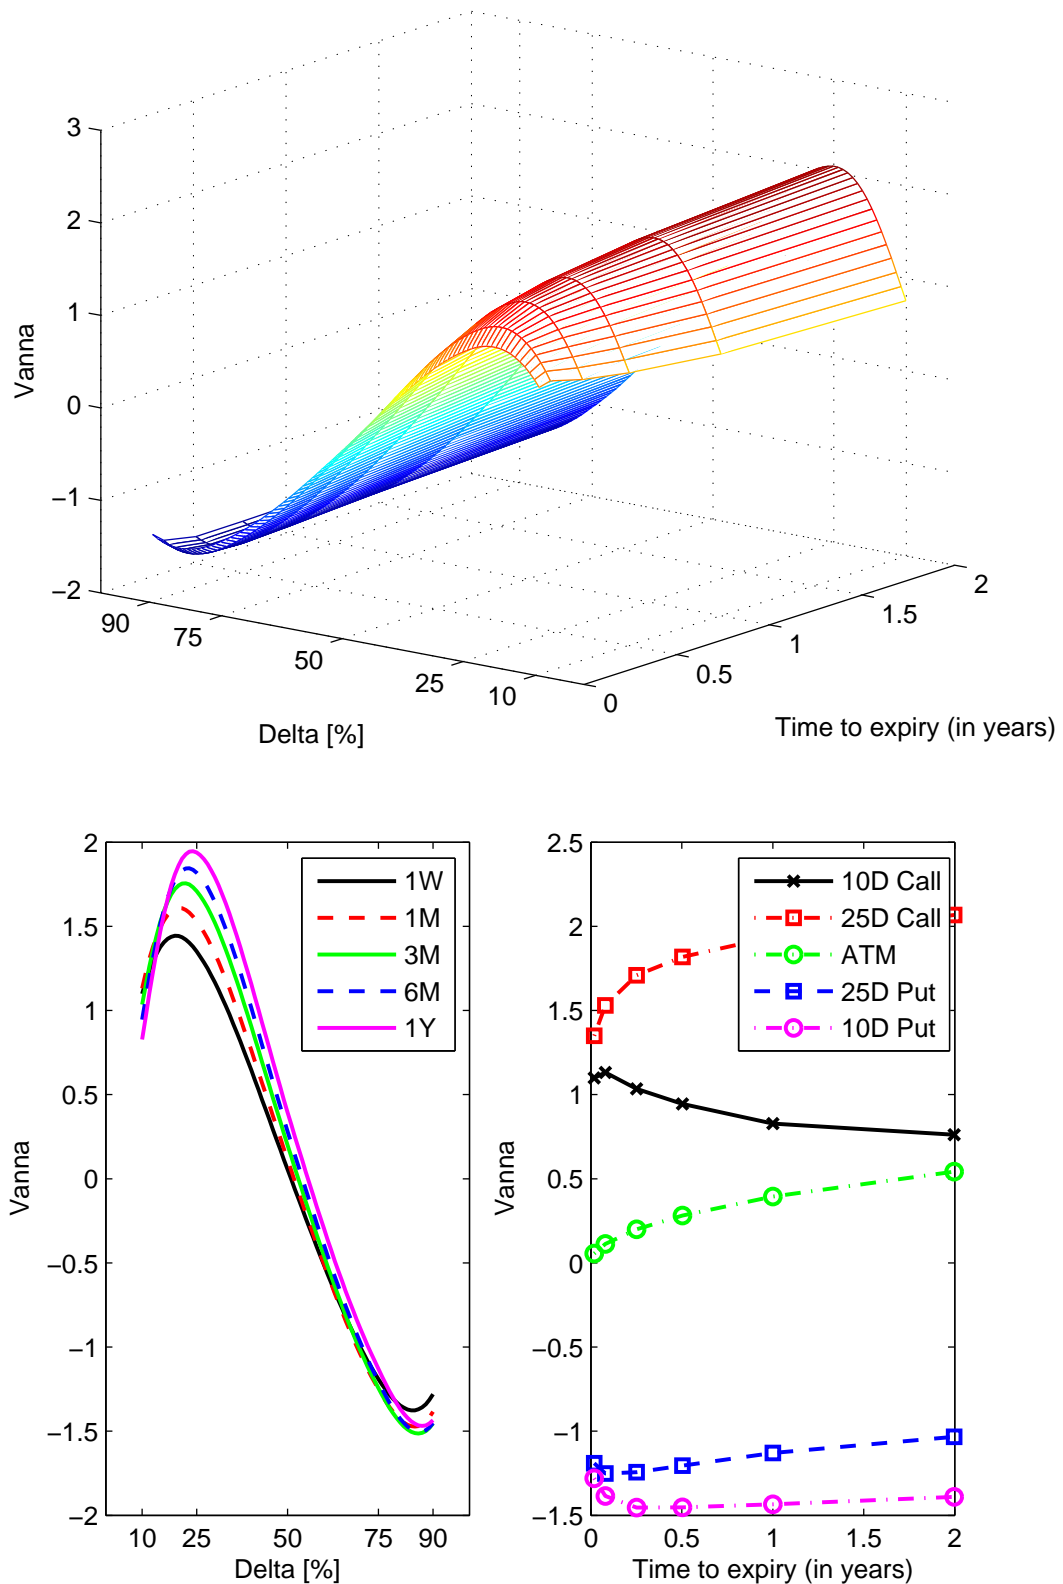 3
2
1
0
−1
−2
Vanna
90
75
50
25
10
Delta [%]
0
0.5
1
1.5
2
Time to expiry (in years)
2
1.5
1
0.5
0
−0.5
−1
−1.5
−2
Vanna
10
25
50
75
90
Delta [%]
1W
1M
3M
6M
1Y
2.5
2
1.5
1
0.5
0
−0.5
−1
−1.5
Vanna
0
0.5
1
2
Time to expiry (in years)
10D Call
25D Call
ATM
25D Put
10D Put